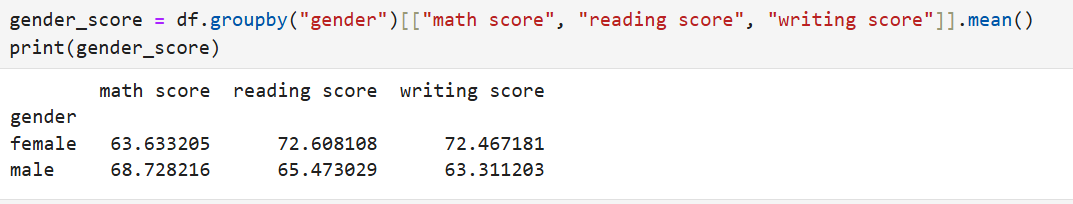 gender_score = df.groupby("gender")[["math score", "reading score", "writing score"]].mean()
print(gender_score)
math score reading score writing score
gender
female 63.633205 72.608108 72.467181
male 68.728216 65.473029 63.311203